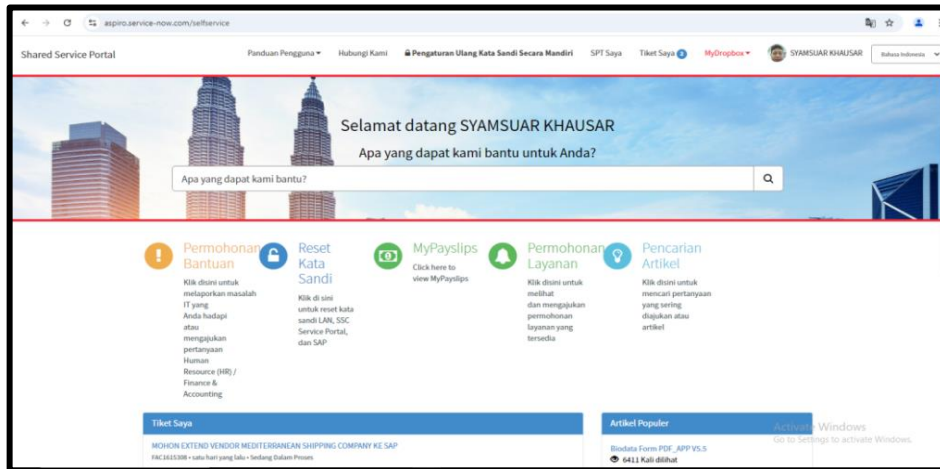 aspiro.service-now.com/selfservice
Shared Service Portal
Panduan Pengguna
Hubungi Kami
Pengaturan Ulang Kata Sandi Secara Mandiri
SPT Saya
Tiket Saya
MyDropbox
SYAMSUAR KHAUSAR
Bahasa Indonesia
Selamat datang SYAMSUAR KHAUSAR
Apa yang dapat kami bantu untuk Anda?
Apa yang dapat kami bantu?
Permohonan
Bantuan
Klik disini untuk
melaporkan masalah
IT yang
Anda hadapi
atau
mengajukan
pertanyaan
Human
Resource (HR) /
Finance &
Accounting
Reset
Kata
Sandi
Klik di sini
untuk reset kata
sandi LAN, SSC
Service Portal,
dan SAP
MyPayslips
Click here to
view MyPayslips
Permohonan
Layanan
Klik disini untuk
melihat
dan mengajukan
permohonan
layanan yang
tersedia
Pencarian
Artikel
Klik disini untuk
mencari pertanyaan
yang sering
diajukan atau
artikel
Tiket Saya
MOHON EXTEND VENDOR MEDITERRANEAN SHIPPING COMPANY KE SAP
FAC1615308 • satu hari yang lalu • Sedang Dalam Proses
Artikel Populer
Biodata Form PDF_APP V5.5
6411 Kali dilihat
Activate Windows
Go to Settings to activate Windows.